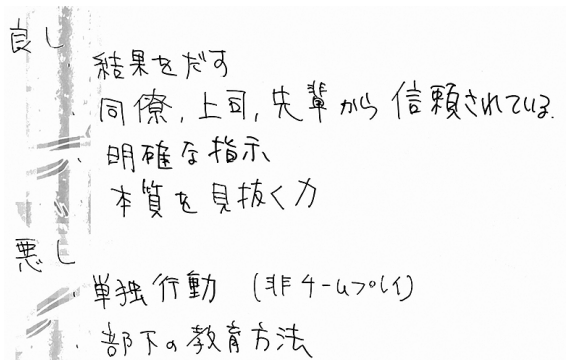 良し
・結果をだす
・同僚,上司,先輩から信頼されている.
・明確な指示
・本質を見抜く力
悪し
・単独行動 (非チームプレイ)
・部下の教育方法